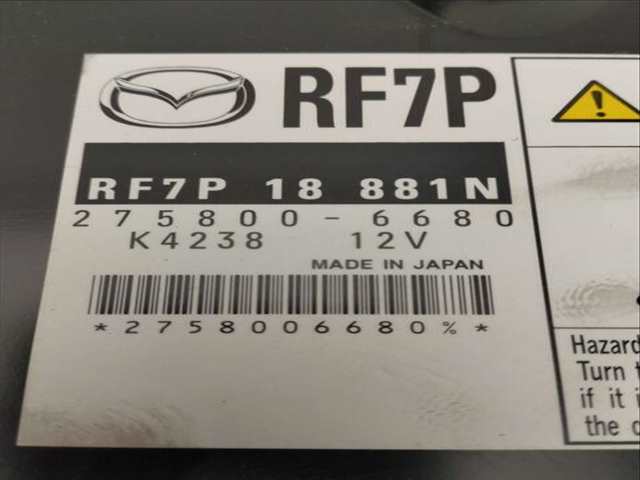 RF7P
RF7P 18 881N
275800-6680
K4238 12V
MADE IN JAPAN
*2758006680%*
Hazard
Turn
if it
the